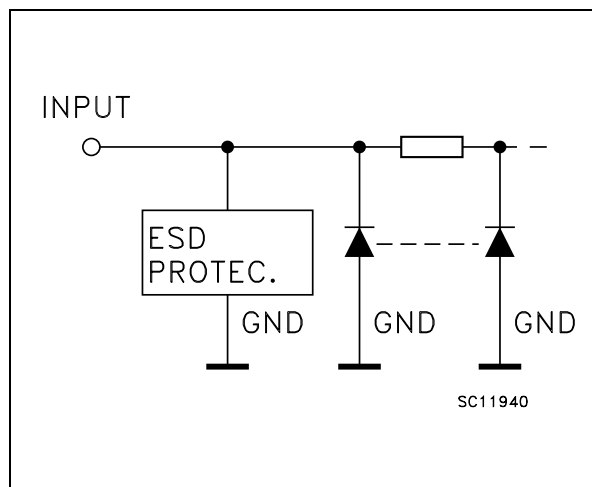 INPUT
ESD
PROTEC.
GND
GND
GND
SC11940